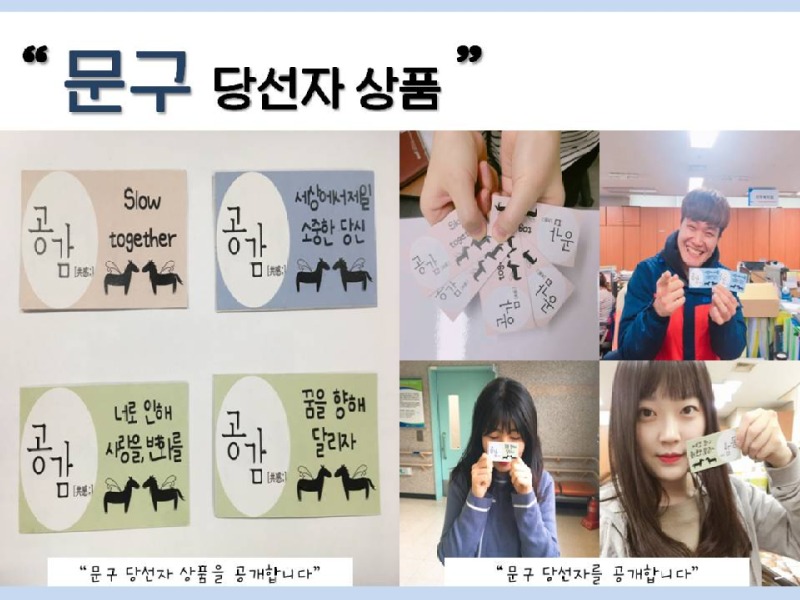 “ 문구 당선자 상품 ”
공감
[共感;]
Slow
together
공감
[共感;]
세상에서제일
소중한 당신
공감
[共感;]
너로 인해
사랑을, 변화를
공감
[共感;]
꿈을 향해
달리자
“문구 당선자 상품을 공개합니다”
“문구 당선자를 공개합니다”